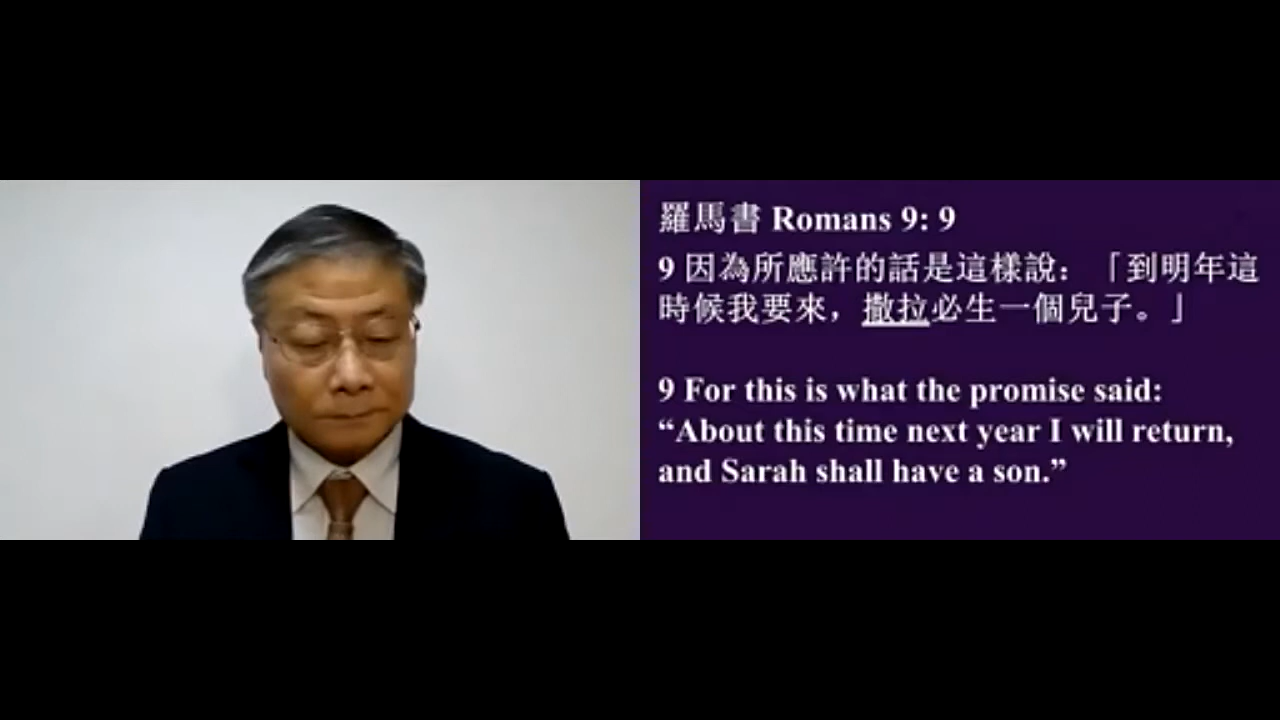 羅馬書 Romans 9: 9
9 因為所應許的話是這樣說：「到明年這
時候我要來，撒拉必生一個兒子。」
9 For this is what the promise said:
“About this time next year I will return,
and Sarah shall have a son.”